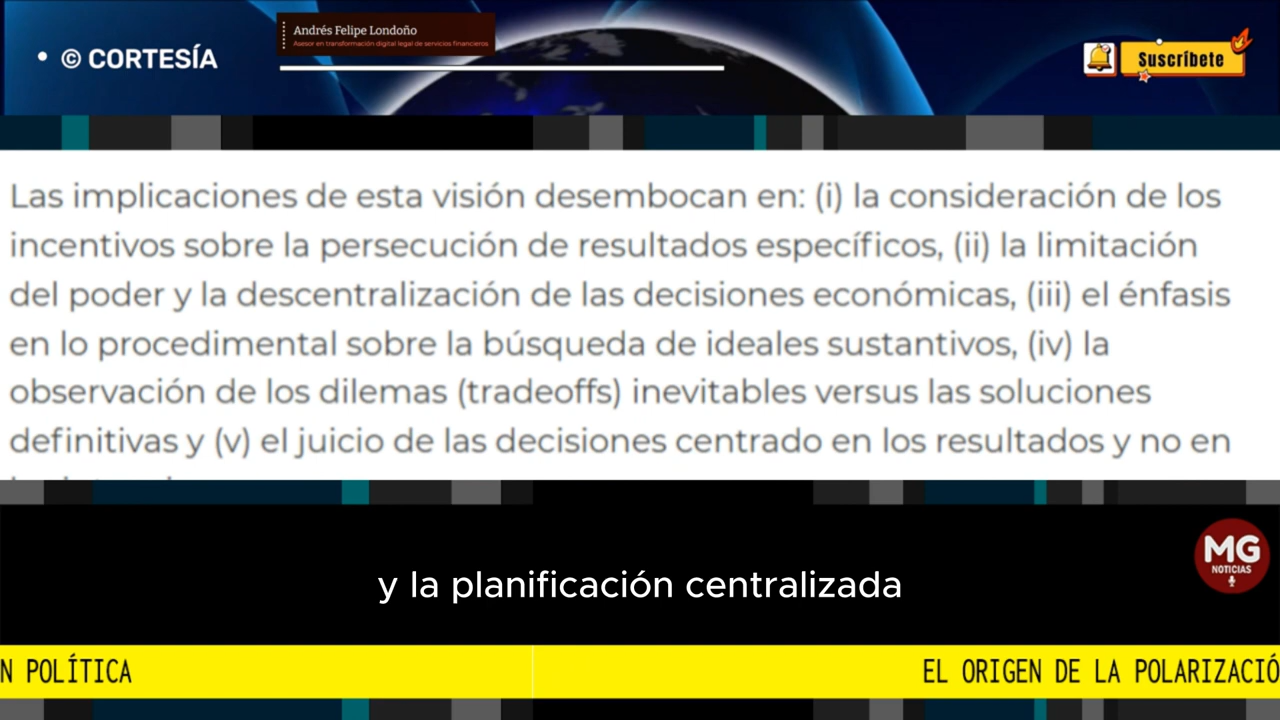 Andrés Felipe Londoño
Asesor en transformación digital legal de servicios financieros
• © CORTESÍA
Suscríbete
Las implicaciones de esta visión desembocan en: (i) la consideración de los
incentivos sobre la persecución de resultados específicos, (ii) la limitación
del poder y la descentralización de las decisiones económicas, (iii) el énfasis
en lo procedimental sobre la búsqueda de ideales sustantivos, (iv) la
observación de los dilemas (tradeoffs) inevitables versus las soluciones
definitivas y (v) el juicio de las decisiones centrado en los resultados y no en
MG
NOTICIAS
y la planificación centralizada
N POLÍTICA
EL ORIGEN DE LA POLARIZACIÓ